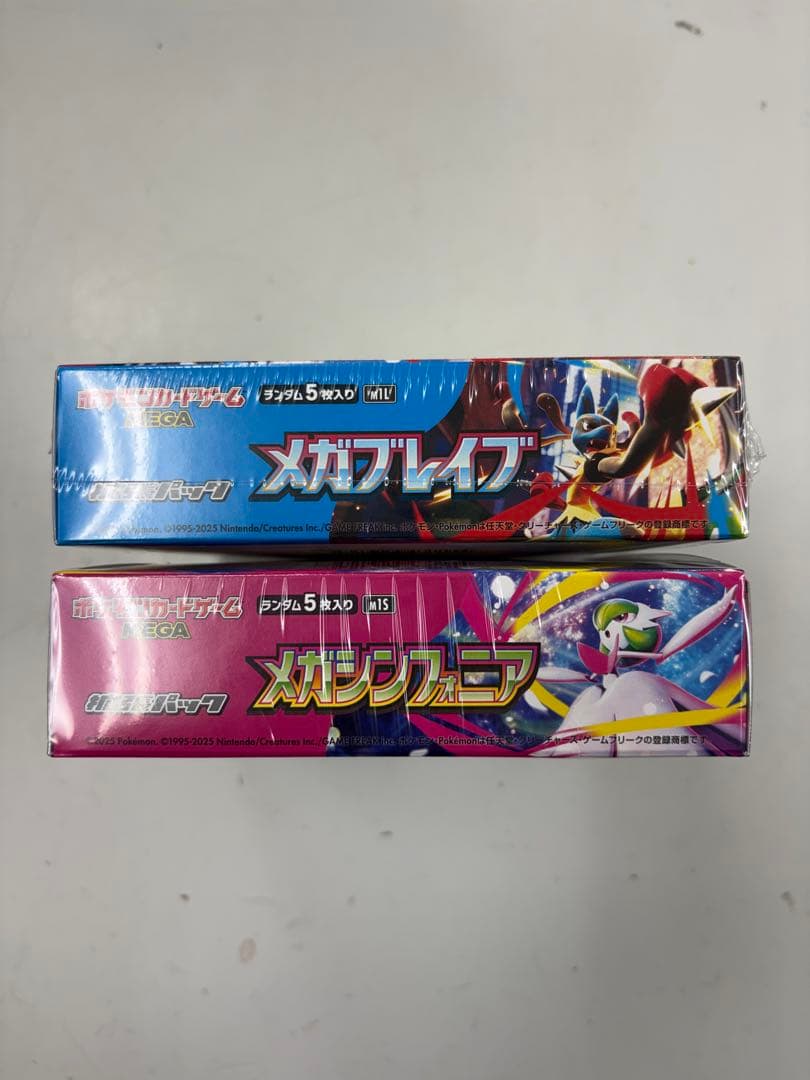 ポケモンカードゲーム
MEGA
ランダム5枚入り
M1L
拡張パック
メガブレイブ
©1995-2025 Nintendo/Creatures Inc./GAME FREAK inc. ポケモン・Pokémonは任天堂・クリーチャーズ・ゲームフリークの登録商標です
ポケモンカードゲーム
MEGA
ランダム5枚入り
M1S
拡張パック
メガシンフォニア
©2025 Pokémon. ©1995-2025 Nintendo/Creatures Inc./GAME FREAK inc. ポケモン・Pokémonは任天堂・クリーチャーズ・ゲームフリークの登録商標です